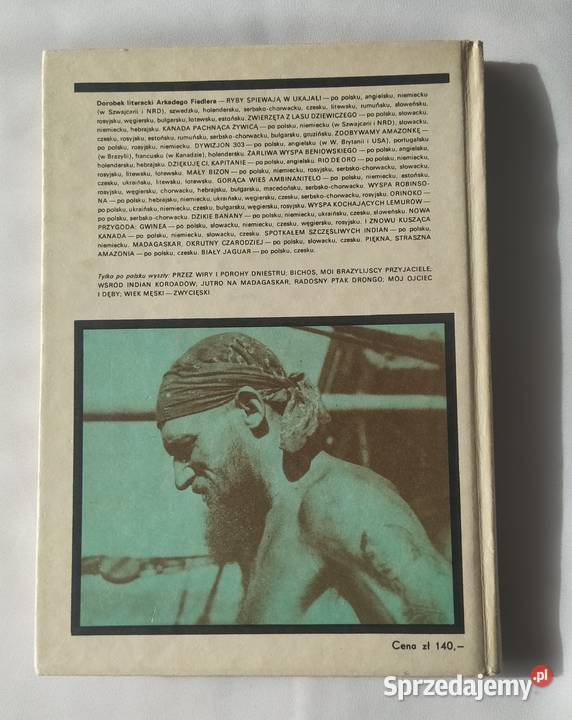 Dorobek literacki Arkadego Fiedlera — RYBY ŚPIEWAJĄ W UKAJALI — po polsku, angielsku, niemiecku
(w Szwajcarii i NRD), szwedzku, holendersku, serbsko-chorwacku, czesku, litewsku, rumuńsku, słoweńsku,
rosyjsku, węgiersku, bułgarsku, łotewsku, estońsku. ZWIERZĘTA Z LASU DZIEWICZEGO — po polsku, słowacku,
niemiecku, hebrajsku. KANADA PACHNĄCA ŻYWICĄ — po polsku, niemiecku (w Szwajcarii i NRD), słowacku,
czesku, rosyjsku, estońsku, rumuńsku, serbsko-chorwacku, bułgarsku, gruzińsku. ZDOBYWAMY AMAZONKĘ —
po polsku, rosyjsku, niemiecku. DYWIZJON 303 — po polsku, angielsku (w W. Brytanii i USA), portugalsku
(w Brazylii), francusku (w Kanadzie), holendersku. ŻARLIWA WYSPA BENIOWSKIEGO — po polsku, angielsku,
holendersku, hebrajsku. DZIĘKUJĘ CI, KAPITANIE — po polsku, angielsku. RIO DE ORO — po polsku, niemiecku,
rosyjsku, litewsku, łotewsku. MAŁY BIZON — po polsku, niemiecku, rosyjsku, serbsko-chorwacku, słowacku,
czesku, ukraińsku, litewsku, łotewsku. GORĄCA WIEŚ AMBINANITELO — po polsku, niemiecku, estońsku,
rosyjsku, węgiersku, chorwacku, hebrajsku, bułgarsku, macedońsku, serbsko-chorwacku. WYSPA ROBINSO-
NA — po polsku, hebrajsku, niemiecku, ukraińsku, węgiersku, czesku, serbsko-chorwacku, rosyjsku. ORINOKO —
po polsku, ukraińsku, niemiecku, czesku, bułgarsku, węgiersku, rosyjsku. WYSPA KOCHAJĄCYCH LEMURÓW —
po polsku, serbsko-chorwacku. DZIKIE BANANY — po polsku, niemiecku, ukraińsku, czesku, słoweńsku. NOWA
PRZYGODA: GWINEA — po polsku, słowacku, niemiecku, czesku, węgiersku, rosyjsku. I ZNOWU KUSZĄCA
KANADA — po polsku, niemiecku, słowacku, czesku. SPOTKAŁEM SZCZĘŚLIWYCH INDIAN — po polsku,
niemiecku. MADAGASKAR, OKRUTNY CZARODZIEJ — po polsku, słowacku, czesku. PIĘKNA, STRASZNA
AMAZONIA — po polsku, czesku. BIAŁY JAGUAR — po polsku, czesku.
Tylko po polsku wyszły: PRZEZ WIRY I POROHY DNIESTRU; BICHOS, MOI BRAZYLIJSCY PRZYJACIELE;
WŚRÓD INDIAN KOROADÓW; JUTRO NA MADAGASKAR; RADOSNY PTAK DRONGO; MÓJ OJCIEC
I DĘBY; WIEK MĘSKI — ZWYCIĘSKI
Cena zł 140,—
Sprzedajemy.pl